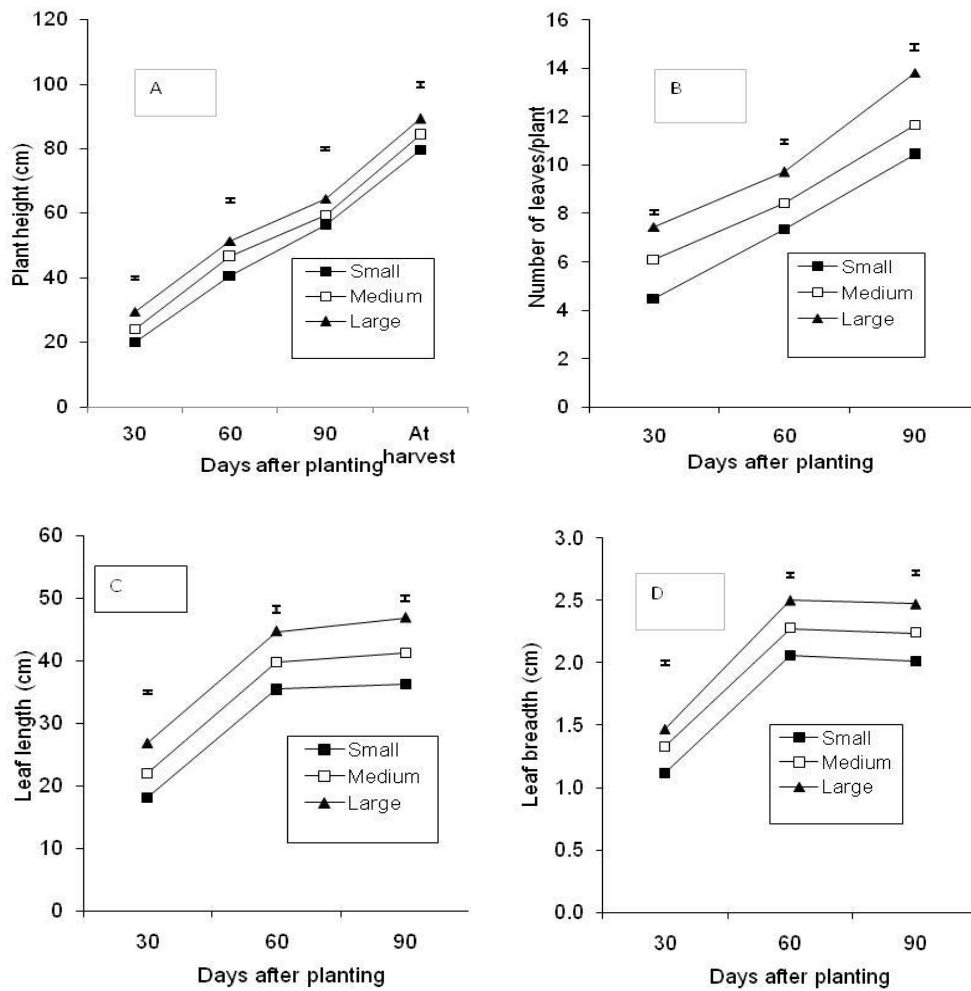 A
Plant height (cm)
120
100
80
60
40
20
0
Small
Medium
Large
30
60
90
At
harvest
Days after planting
B
Number of leaves/plant
16
14
12
10
8
6
4
2
0
Small
Medium
Large
30
60
90
Days after planting
C
Leaf length (cm)
60
50
40
30
20
10
0
Small
Medium
Large
30
60
90
Days after planting
D
Leaf breadth (cm)
3.0
2.5
2.0
1.5
1.0
0.5
0.0
Small
Medium
Large
30
60
90
Days after planting